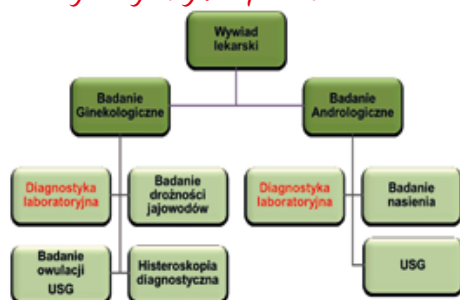 Wywiad
lekarski
Badanie
Ginekologiczne
Badanie
Andrologiczne
Diagnostyka
laboratoryjna
Badanie
drożności
jajowodów
Diagnostyka
laboratoryjna
Badanie
nasienia
Badanie
owulacji
USG
Histeroskopia
diagnostyczna
USG